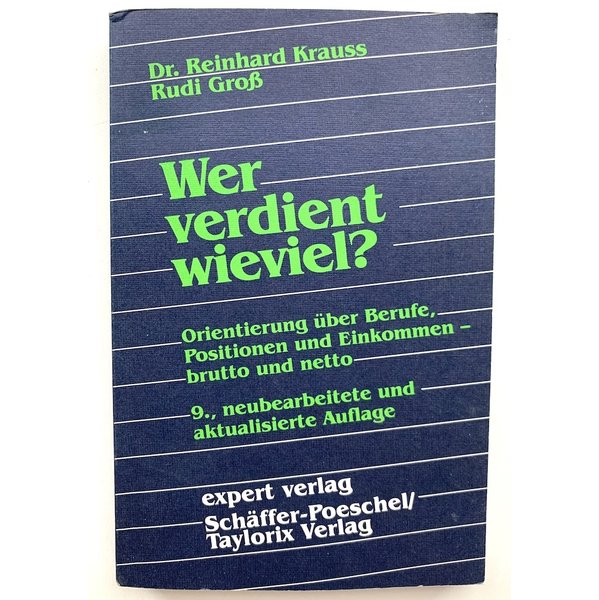 Dr. Reinhard Krauss
Rudi Groß
Wer
verdient
wieviel?
Orientierung über Berufe,
Positionen und Einkommen –
brutto und netto
9., neubearbeitete und
aktualisierte Auflage
expert verlag
Schäffer-Poeschel/
Taylorix Verlag